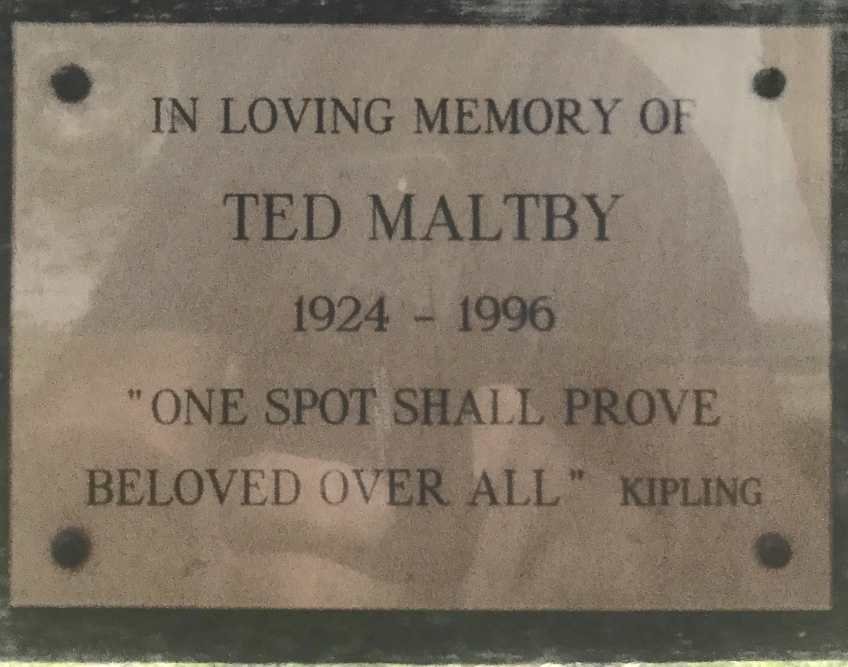 IN LOVING MEMORY OF
TED MALTBY
1924 - 1996
"ONE SPOT SHALL PROVE
BELOVED OVER ALL" KIPLING